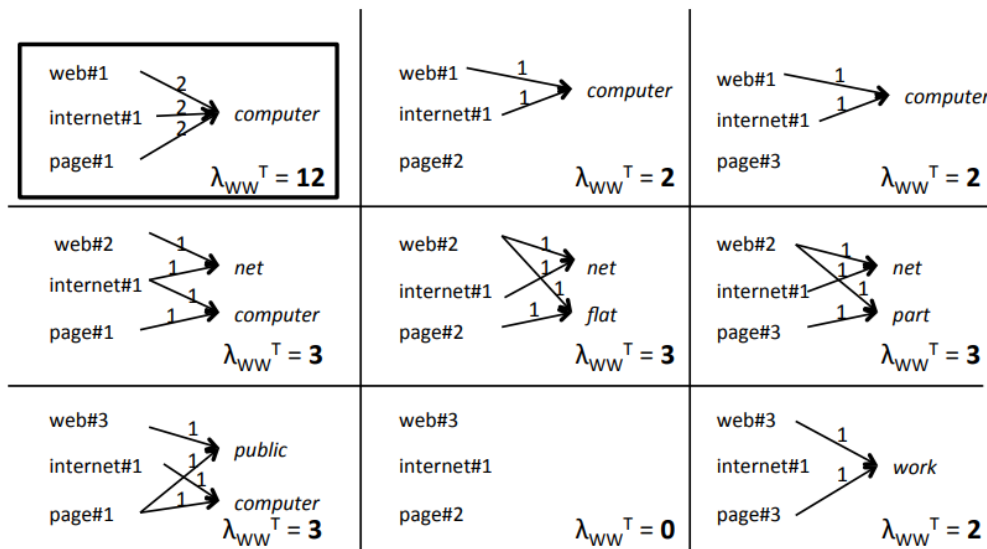 web#1
2
internet#1 2 computer
2
page#1
λWW^T = 12
web#1 1
1 computer
internet#1
page#2
λWW^T = 2
web#1 1
1 computer
internet#1
page#3
λWW^T = 2
web#2 1
1 net
internet#1 1
1 computer
page#1
λWW^T = 3
web#2 1
1 net
internet#1 1
page#2 1 flat
λWW^T = 3
web#2 1
1 net
internet#1 1
page#3 1 part
λWW^T = 3
web#3 1
public
internet#1 1
1
page#1 1 computer
λWW^T = 3
web#3
internet#1
page#2
λWW^T = 0
web#3 1
internet#1 work
1
page#3
λWW^T = 2